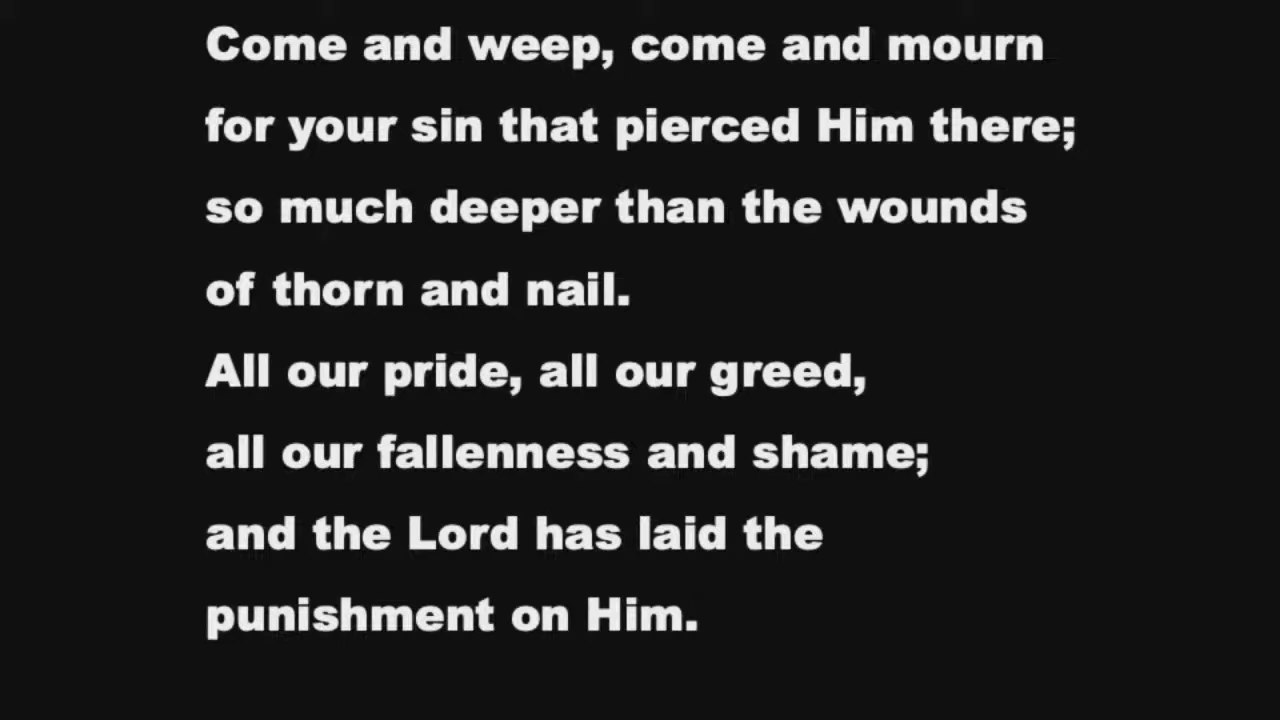 Come and weep, come and mourn
for your sin that pierced Him there;
so much deeper than the wounds
of thorn and nail.
All our pride, all our greed,
all our fallenness and shame;
and the Lord has laid the
punishment on Him.